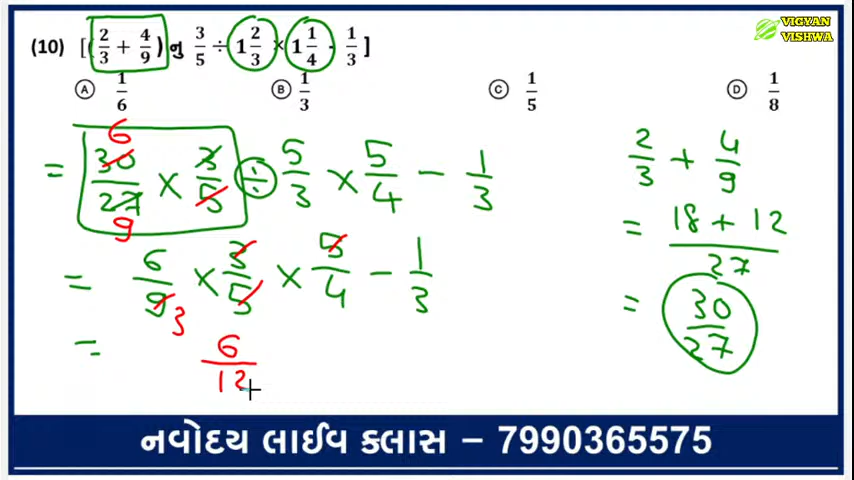 VIGYAN
VISHWA
(10) [(2/3 + 4/9) નુ 3/5 ÷ 1 2/3 × 1 1/4 - 1/3 ]
A 1/6 B 1/3 C 1/5 D 1/8
= 30/27 × 3/5 ÷ 5/3 × 5/4 - 1/3
6
9
2/3 + 4/9
= 6/9 × 3/5 × 5/4 - 1/3
3
= 18 + 12 / 27
= 30/27
= 6/12
નવોદય લાઈવ ક્લાસ – 7990365575